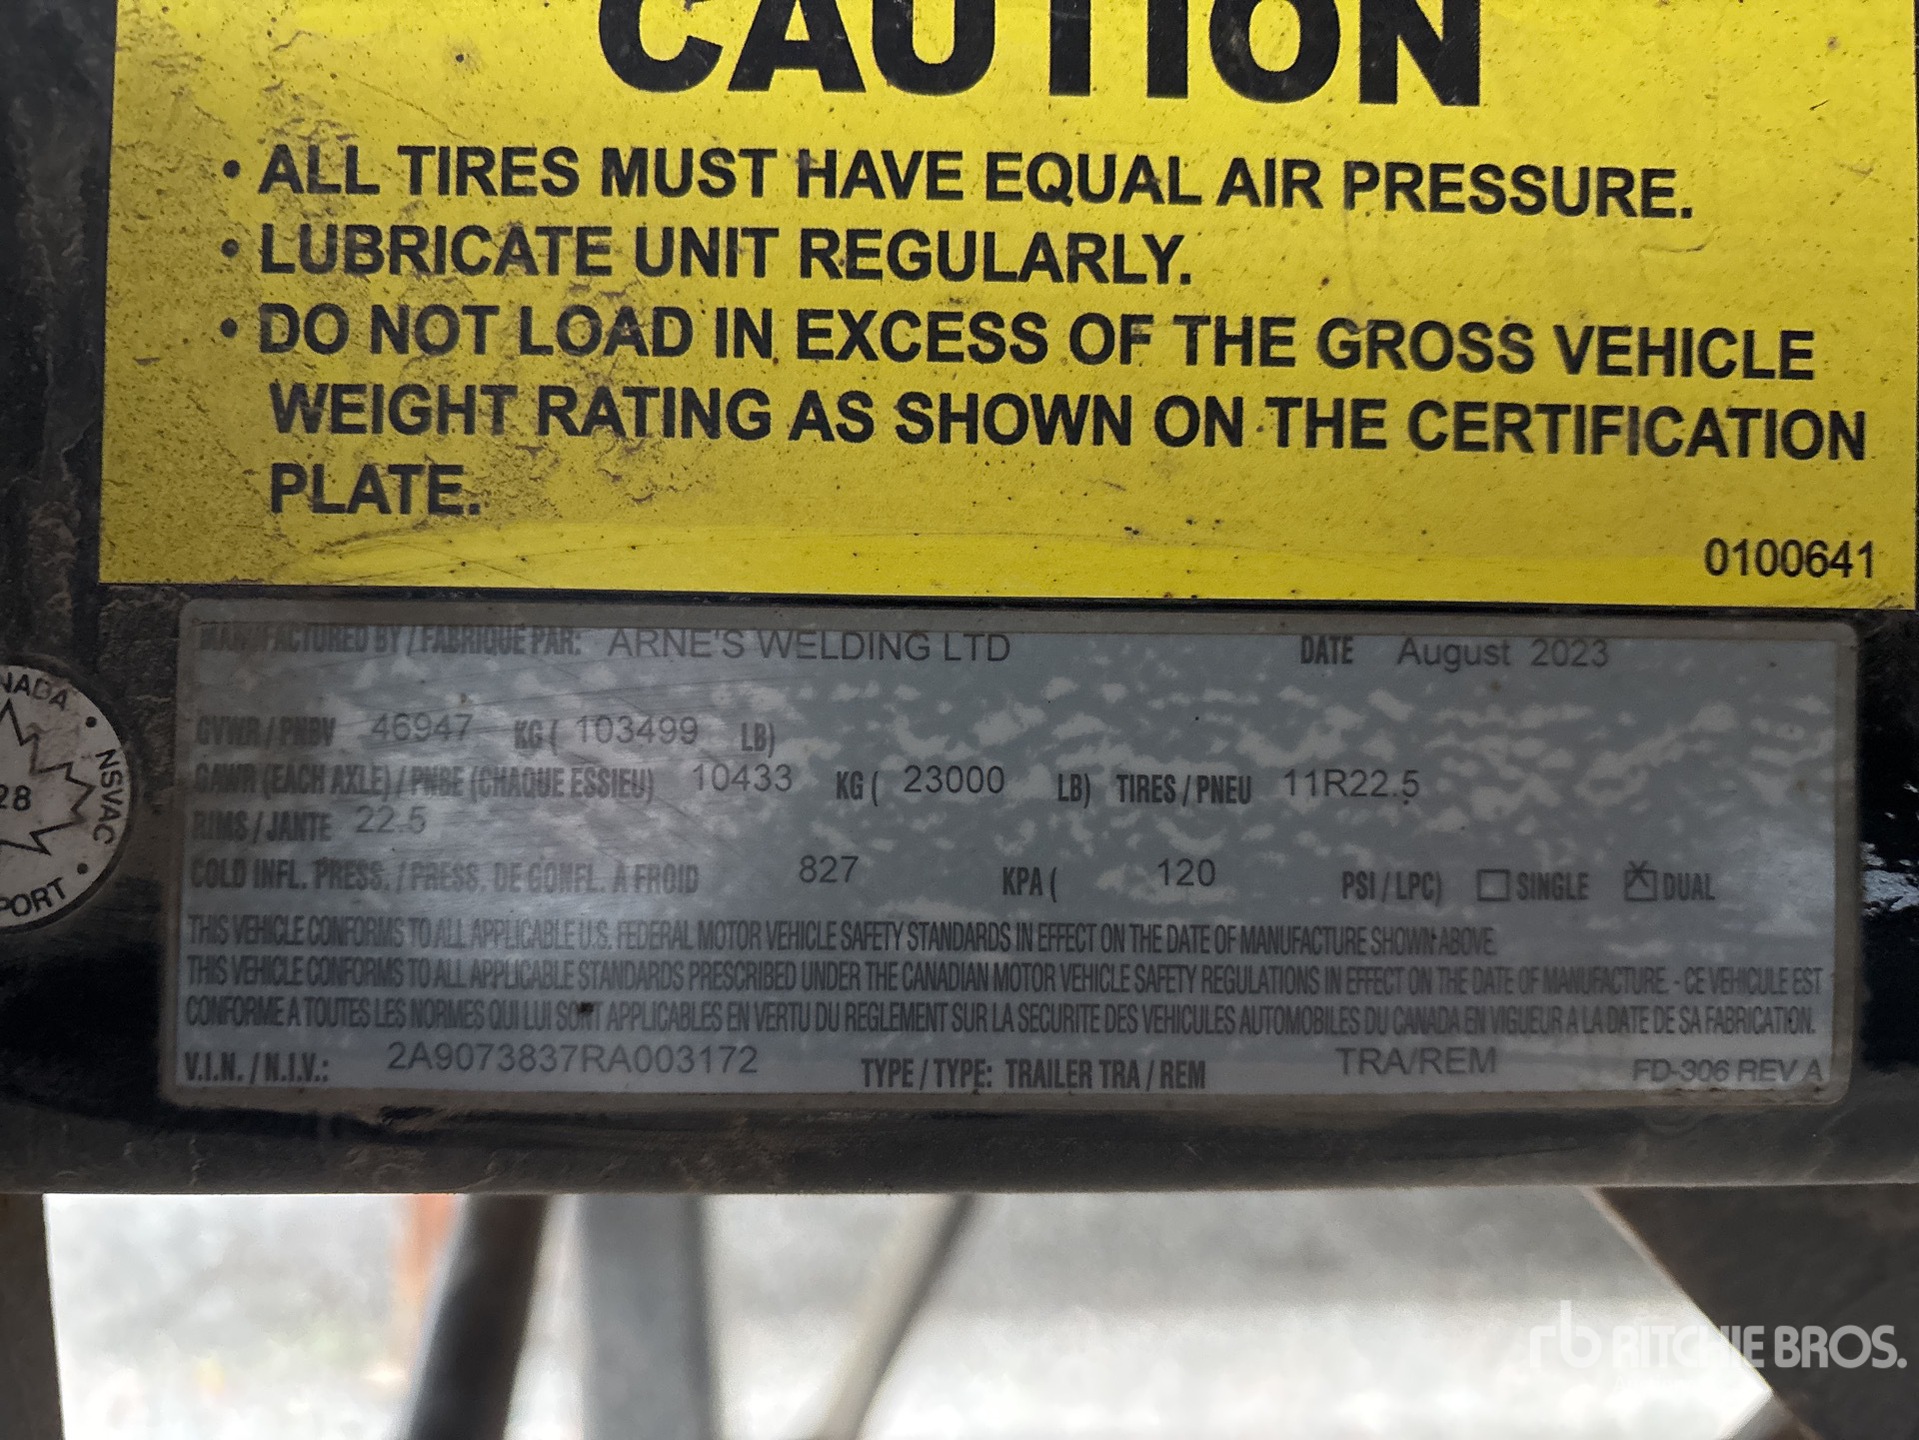 CAUTION
• ALL TIRES MUST HAVE EQUAL AIR PRESSURE.
• LUBRICATE UNIT REGULARLY.
• DO NOT LOAD IN EXCESS OF THE GROSS VEHICLE
WEIGHT RATING AS SHOWN ON THE CERTIFICATION
PLATE.
0100641
MANUFACTURED BY / FABRIQUE PAR: ARNE'S WELDING LTD DATE August 2023
GVWR / PNBV 46947 KG ( 103499 LB)
GAWR (EACH AXLE) / PNBE (CHAQUE ESSIEU) 10433 KG ( 23000 LB) TIRES / PNEU 11R22.5
RIMS / JANTE 22.5
COLD INFL. PRESS. / PRESS. DE GONFL. A FROID 827 KPA ( 120 PSI / LPC) SINGLE X DUAL
THIS VEHICLE CONFORMS TO ALL APPLICABLE U.S. FEDERAL MOTOR VEHICLE SAFETY STANDARDS IN EFFECT ON THE DATE OF MANUFACTURE SHOWN ABOVE.
THIS VEHICLE CONFORMS TO ALL APPLICABLE STANDARDS PRESCRIBED UNDER THE CANADIAN MOTOR VEHICLE SAFETY REGULATIONS IN EFFECT ON THE DATE OF MANUFACTURE. - CE VEHICULE EST
CONFORME A TOUTES LES NORMES QUI LUI SONT APPLICABLES EN VERTU DU REGLEMENT SUR LA SECURITE DES VEHICULES AUTOMOBILES DU CANADA EN VIGUEUR A LA DATE DE SA FABRICATION.
V.I.N. / N.I.V.: 2A9073837RA003172 TYPE / TYPE: TRAILER TRA / REM TRA/REM FD-306 REV A
NADA • NSVAC •
28
PORT
rb RITCHIE BROS.